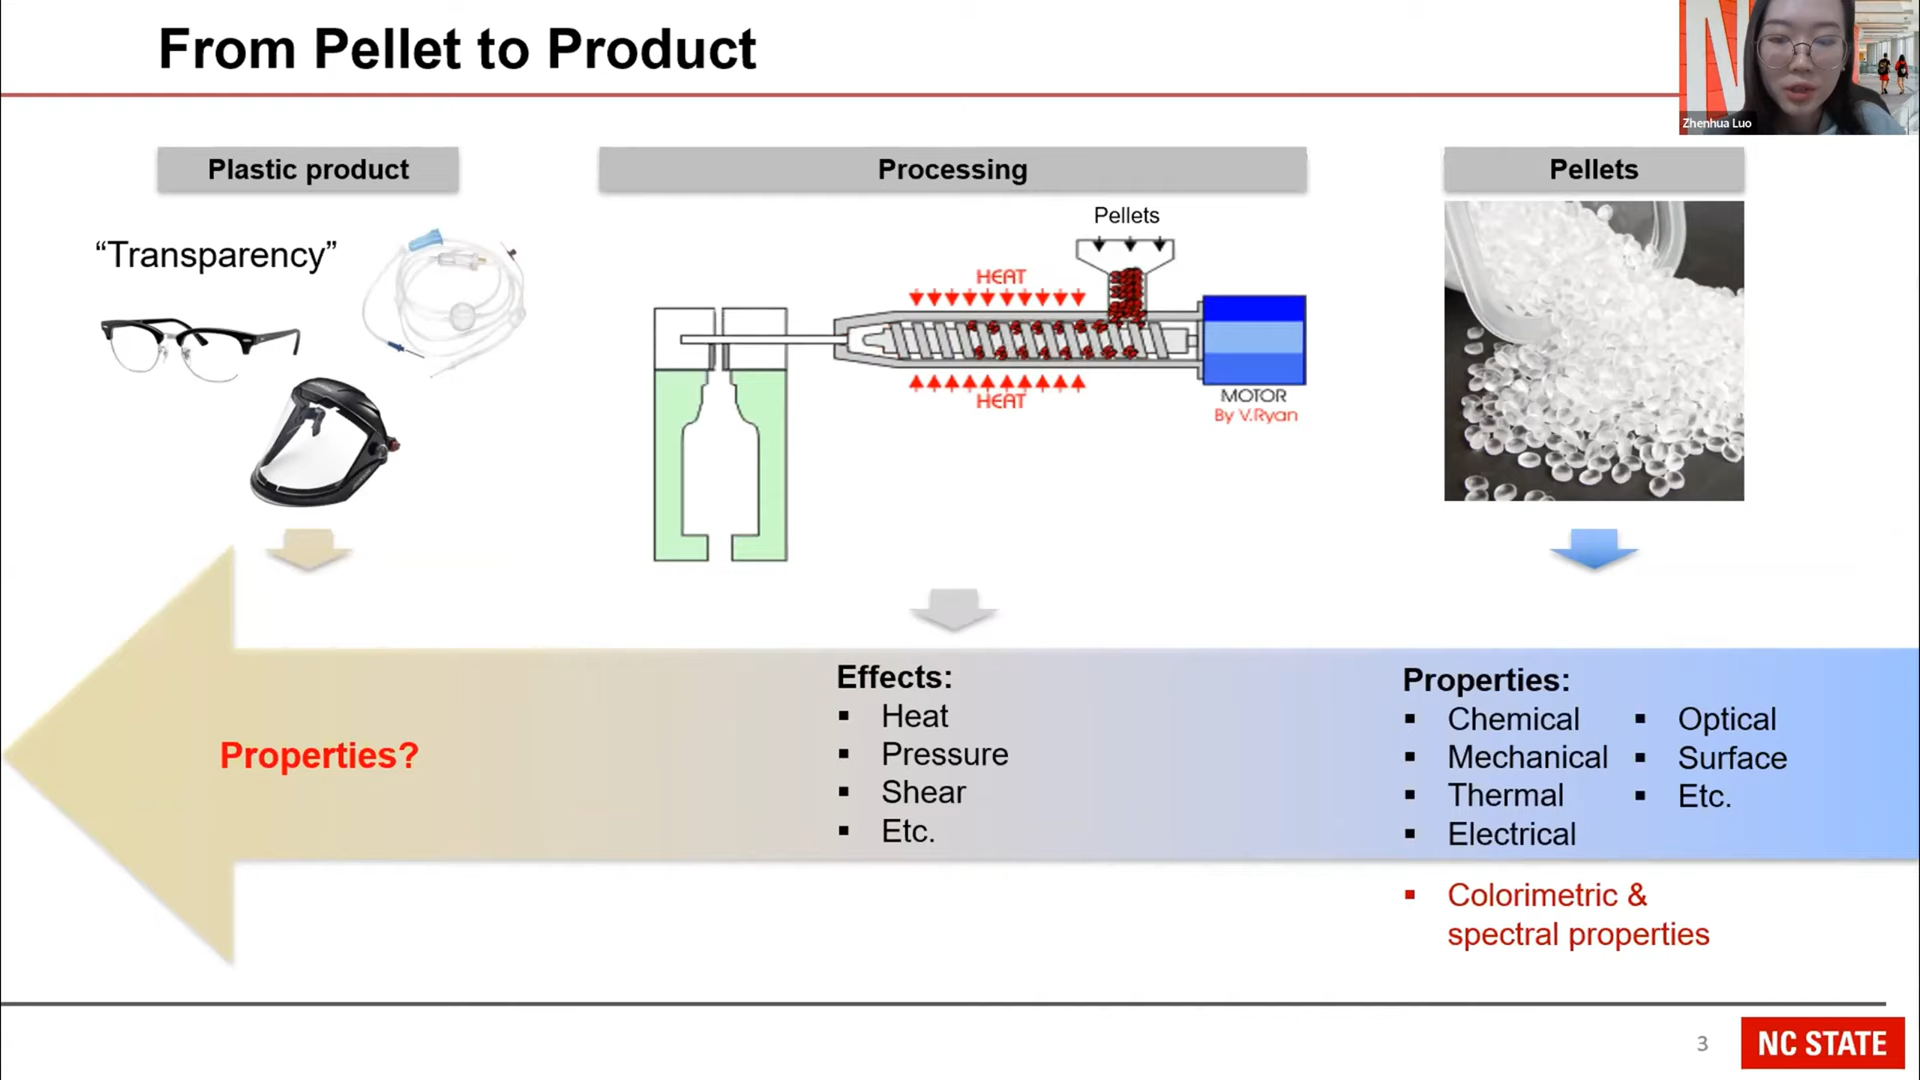 From Pellet to Product
Zhenhua Luo
Plastic product
Processing
Pellets
“Transparency”
Pellets
HEAT
HEAT
MOTOR
By V.Ryan
Properties?
Effects:
Heat
Pressure
Shear
Etc.
Properties:
Chemical
Mechanical
Thermal
Electrical
Optical
Surface
Etc.
Colorimetric &
spectral properties
3
NC STATE